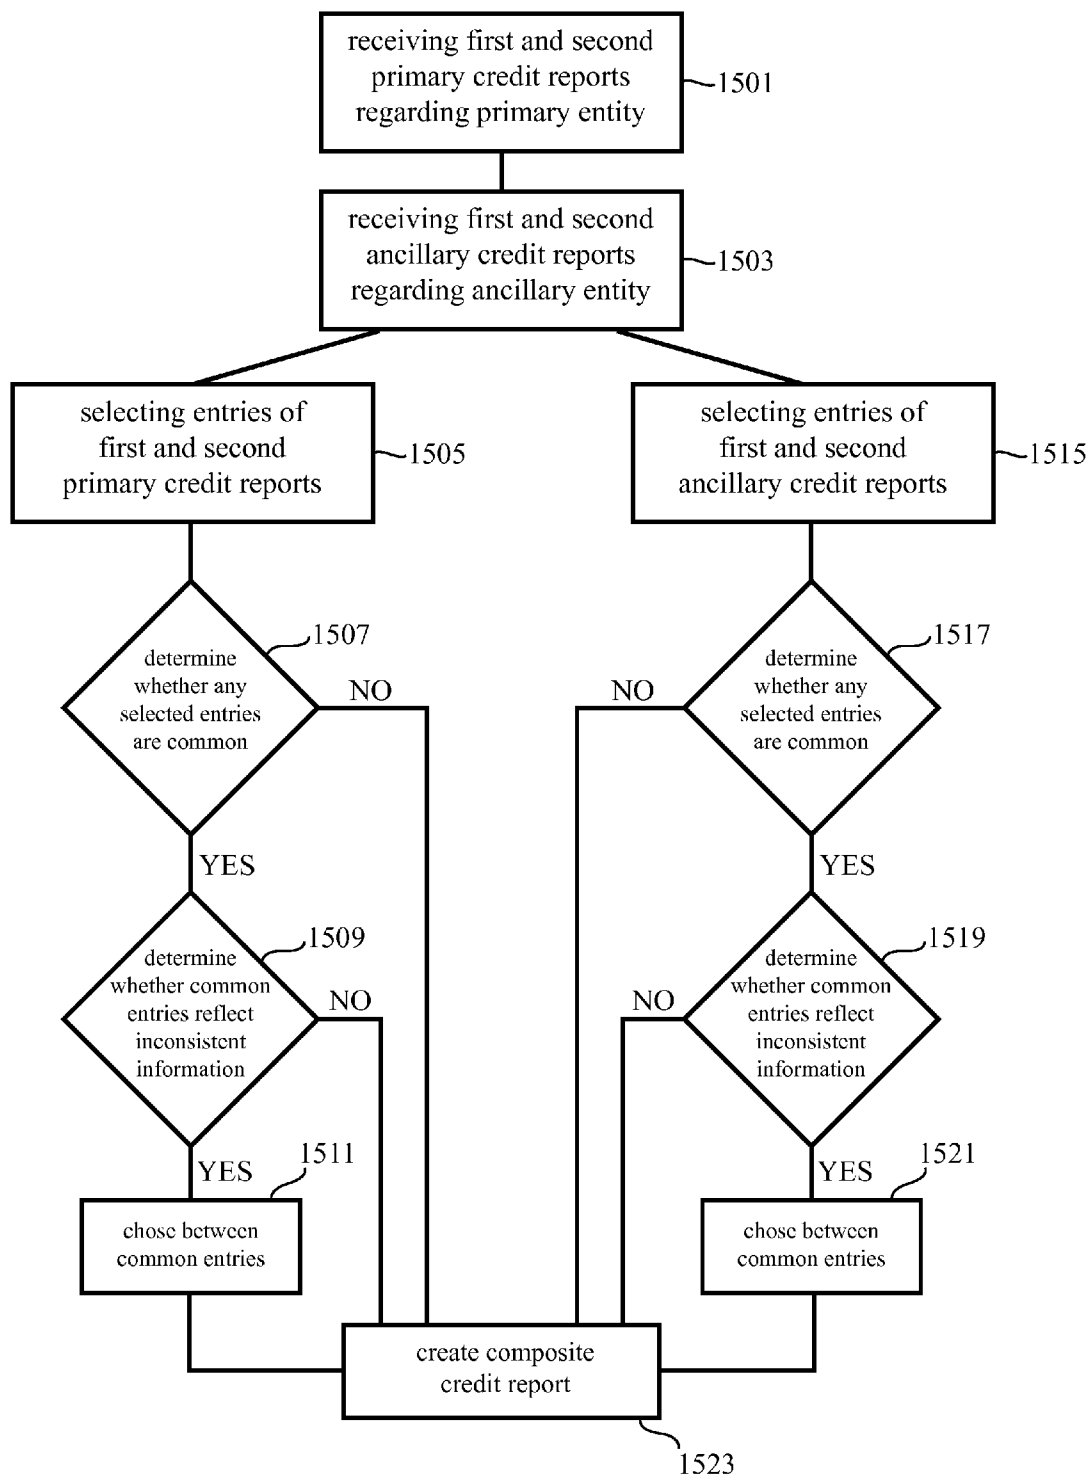 receiving first and second
primary credit reports
regarding primary entity
1501
receiving first and second
ancillary credit reports
regarding ancillary entity
1503
selecting entries of
first and second
primary credit reports
1505
selecting entries of
first and second
ancillary credit reports
1515
1507
determine
whether any
selected entries
are common
NO
YES
1517
determine
whether any
selected entries
are common
NO
YES
1509
determine
whether common
entries reflect
inconsistent
information
NO
YES
1519
determine
whether common
entries reflect
inconsistent
information
NO
YES
1511
chose between
common entries
1521
chose between
common entries
create composite
credit report
1523